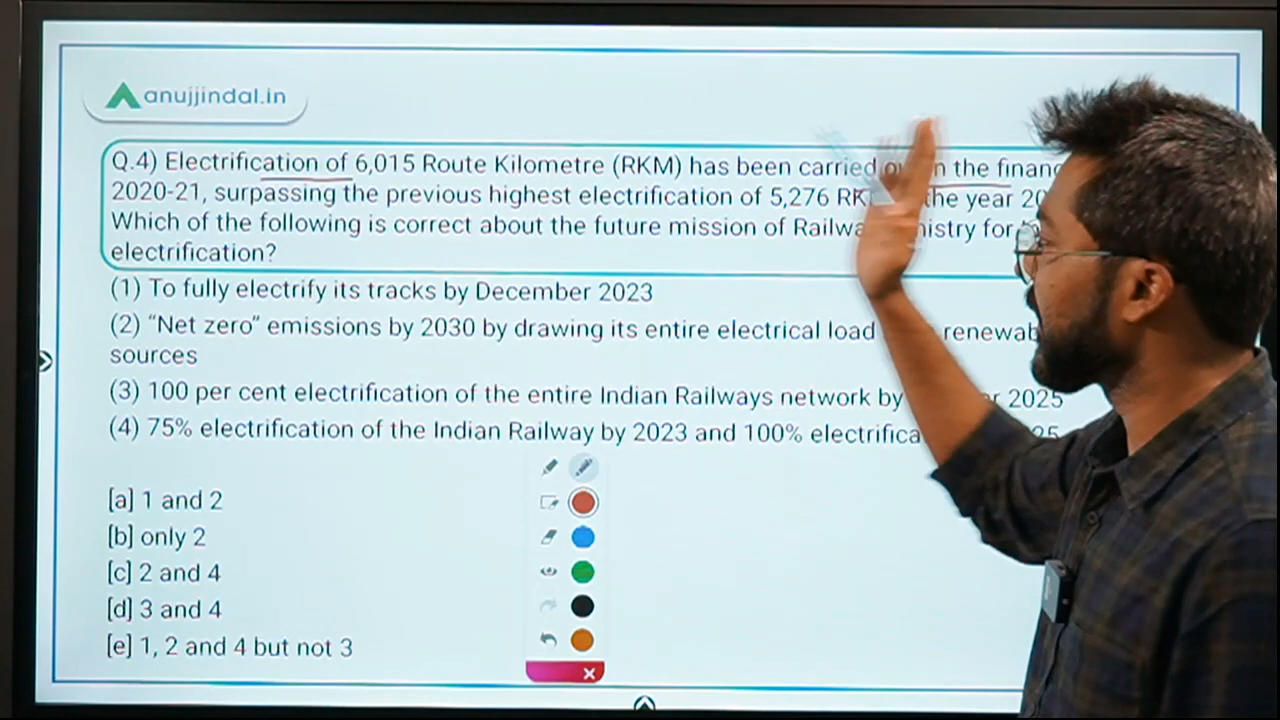 anujjindal.in
Q.4) Electrification of 6,015 Route Kilometre (RKM) has been carried in the
2020-21, surpassing the previous highest electrification of 5,276 the year
Which of the following is correct about the future mission of for
electrification?
(1) To fully electrify its tracks by December 2023
(2) “Net zero” emissions by 2030 by drawing its entire electrical load
sources
(3) 100 per cent electrification of the entire Indian Railways network by 2025
(4) 75% electrification of the Indian Railway by 2023 and 100%
[a] 1 and 2
[b] only 2
[c] 2 and 4
[d] 3 and 4
[e] 1, 2 and 4 but not 3